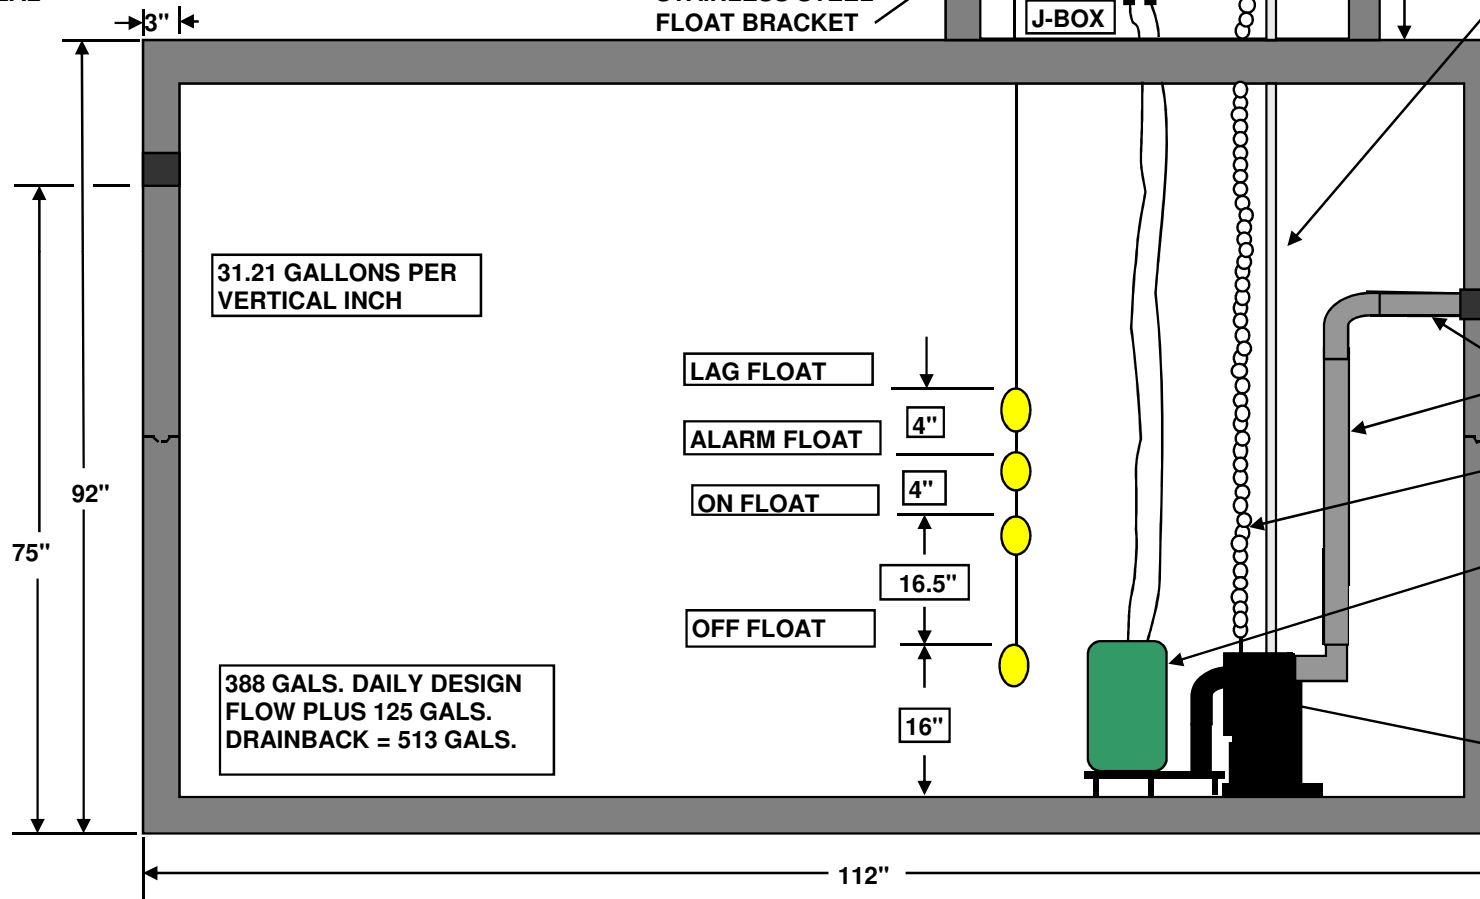 3"
FLOAT BRACKET
J-BOX
31.21 GALLONS PER
VERTICAL INCH
LAG FLOAT
4"
ALARM FLOAT
4"
ON FLOAT
92"
75"
16.5"
OFF FLOAT
388 GALS. DAILY DESIGN
FLOW PLUS 125 GALS.
DRAINBACK = 513 GALS.
16"
112"